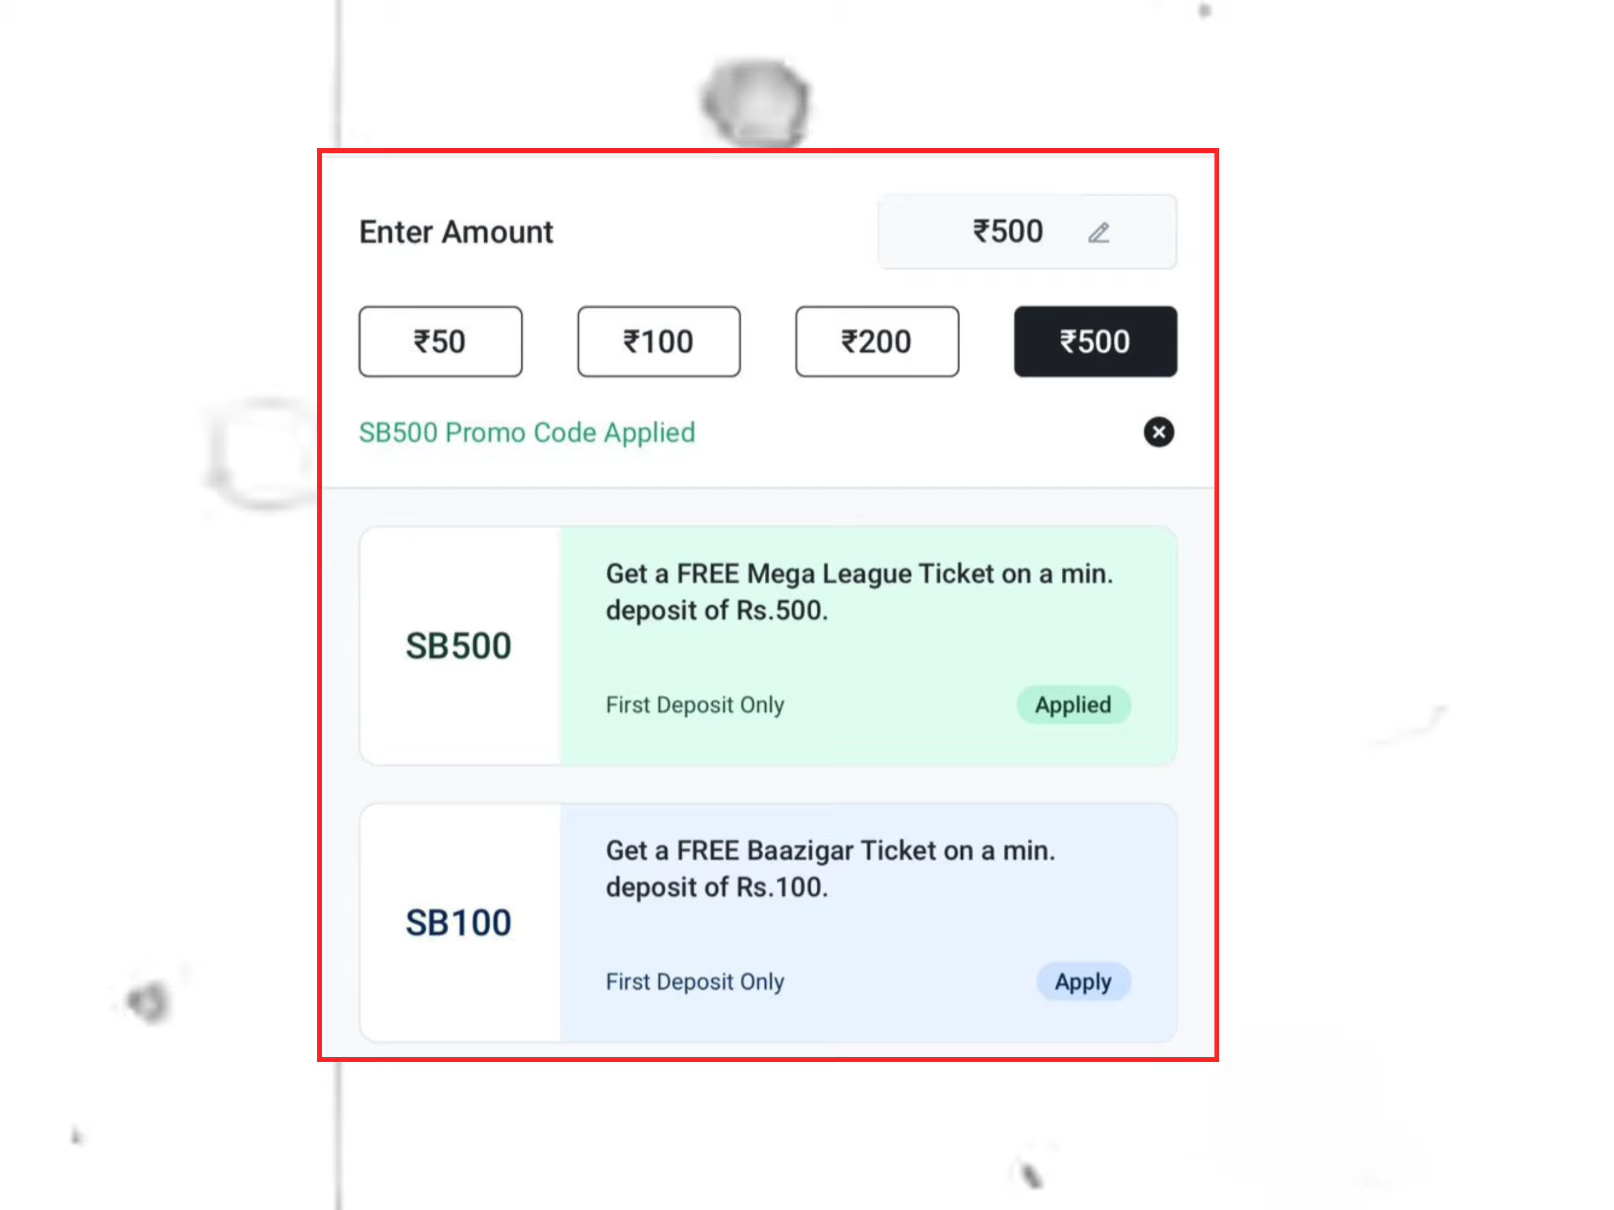 Enter Amount
₹500
₹50
₹100
₹200
₹500
SB500 Promo Code Applied
SB500
Get a FREE Mega League Ticket on a min.
deposit of Rs.500.
First Deposit Only
Applied
SB100
Get a FREE Baazigar Ticket on a min.
deposit of Rs.100.
First Deposit Only
Apply